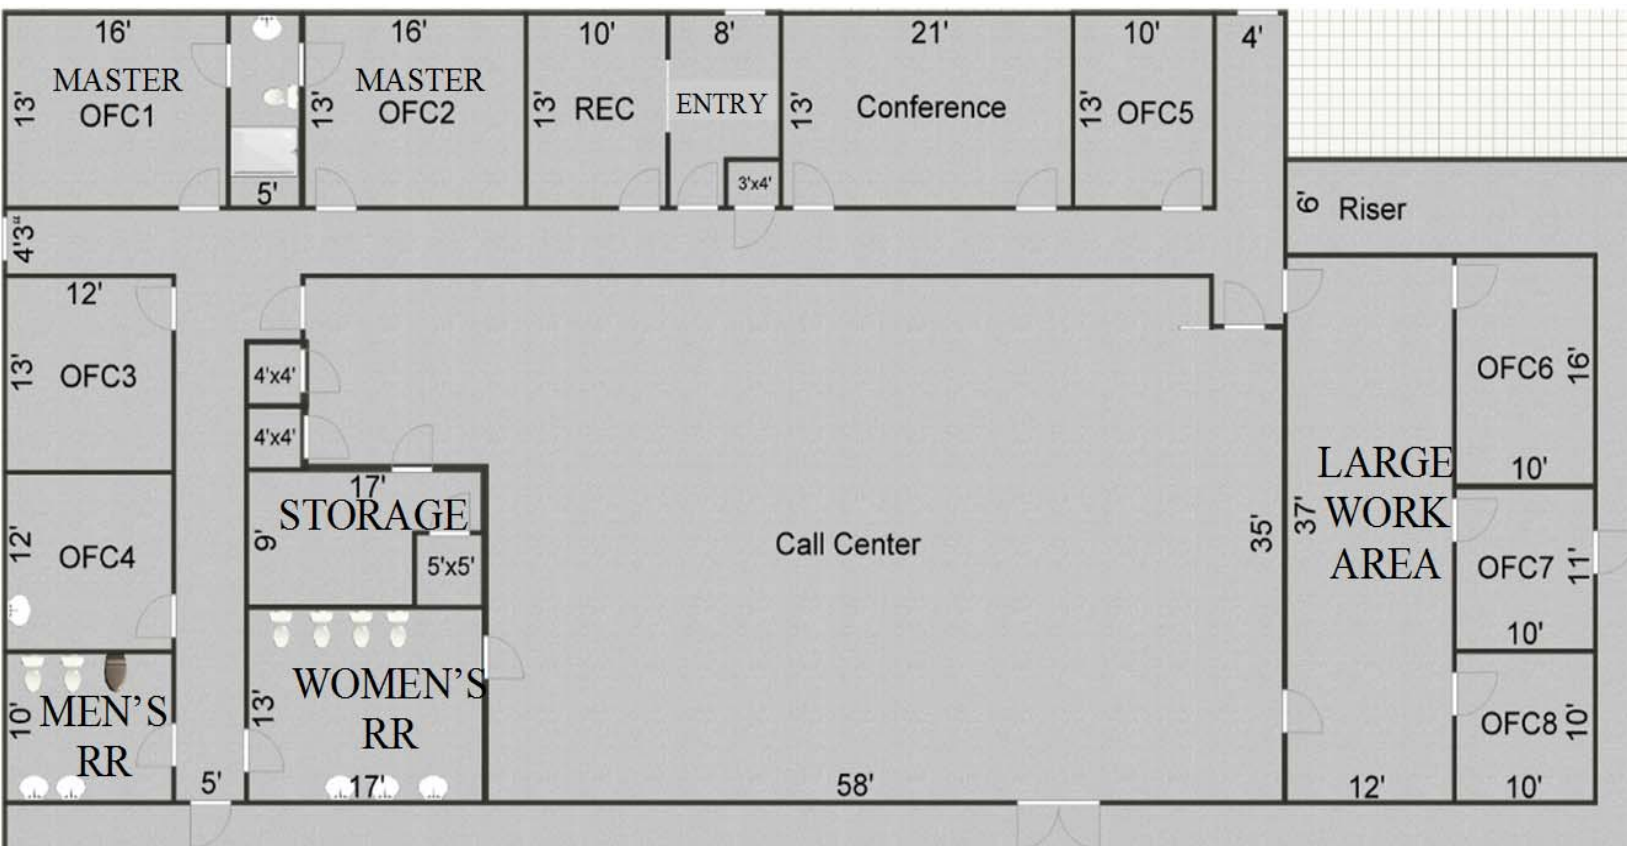 16'
16'
10'
8'
21'
10'
4'
MASTER
OFC1
13'
MASTER
OFC2
13'
REC
13'
ENTRY
Conference
13'
OFC5
13'
5'
3'x4'
6'
Riser
4'3"
12'
OFC3
13'
4'x4'
4'x4'
OFC6
16'
10'
17'
STORAGE
9'
5'x5'
LARGE
WORK
AREA
37'
35'
Call Center
OFC4
12'
OFC7
11'
10'
WOMEN'S
RR
13'
17'
MEN'S
RR
10'
5'
58'
OFC8
10'
12'
10'